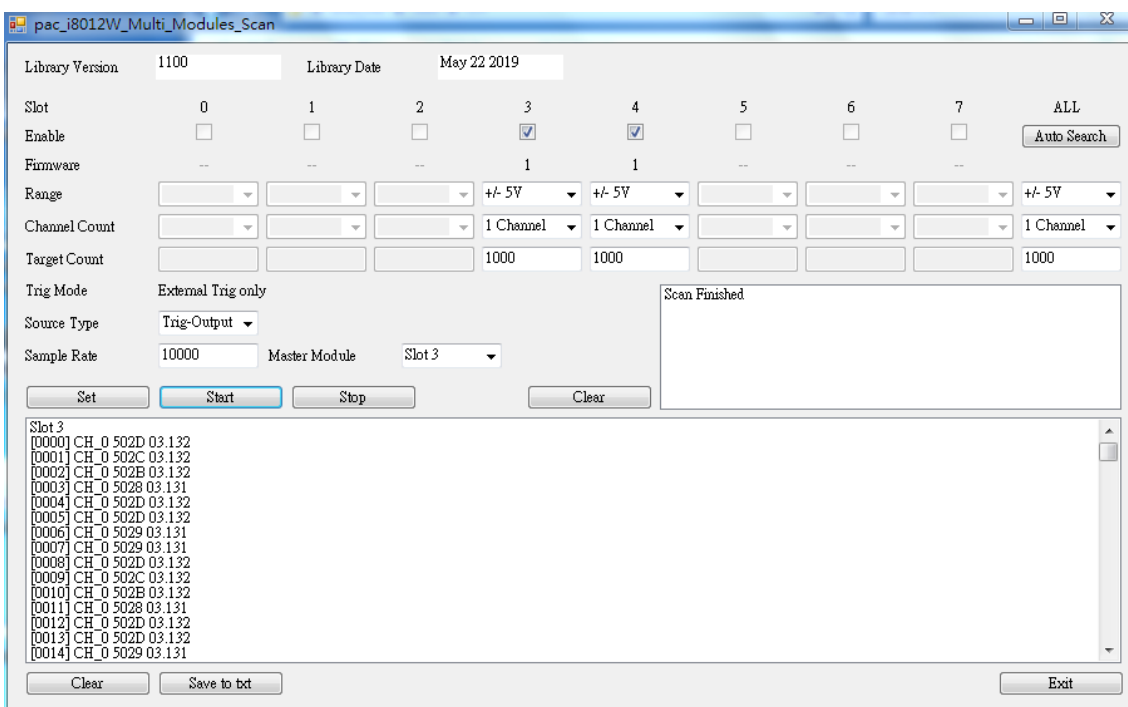 pac_i8012W_Multi_Modules_Scan
Library Version 1100 Library Date May 22 2019
Slot 0 1 2 3 4 5 6 7 ALL
Enable Auto Search
Firmware -- -- -- 1 1 -- -- --
Range +/- 5V +/- 5V +/- 5V
Channel Count 1 Channel 1 Channel 1 Channel
Target Count 1000 1000 1000
Trig Mode External Trig only
Scan Finished
Source Type Trig-Output
Sample Rate 10000 Master Module Slot 3
Set Start Stop Clear
Slot 3
[0000] CH_0 502D 03.132
[0001] CH_0 502C 03.132
[0002] CH_0 502B 03.132
[0003] CH_0 5028 03.131
[0004] CH_0 502D 03.132
[0005] CH_0 502D 03.132
[0006] CH_0 5029 03.131
[0007] CH_0 5029 03.131
[0008] CH_0 502D 03.132
[0009] CH_0 502C 03.132
[0010] CH_0 502B 03.132
[0011] CH_0 5028 03.131
[0012] CH_0 502D 03.132
[0013] CH_0 502D 03.132
[0014] CH_0 5029 03.131
Clear Save to txt Exit